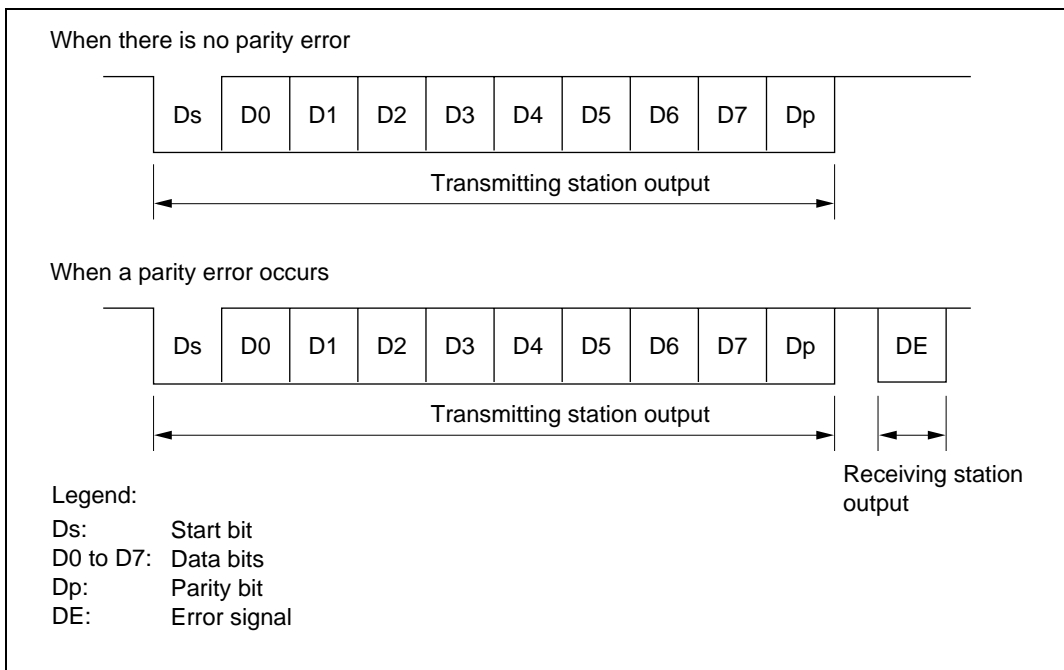 When there is no parity error
Ds D0 D1 D2 D3 D4 D5 D6 D7 Dp
Transmitting station output
When a parity error occurs
Ds D0 D1 D2 D3 D4 D5 D6 D7 Dp DE
Transmitting station output
Receiving station
output
Legend:
Ds: Start bit
D0 to D7: Data bits
Dp: Parity bit
DE: Error signal